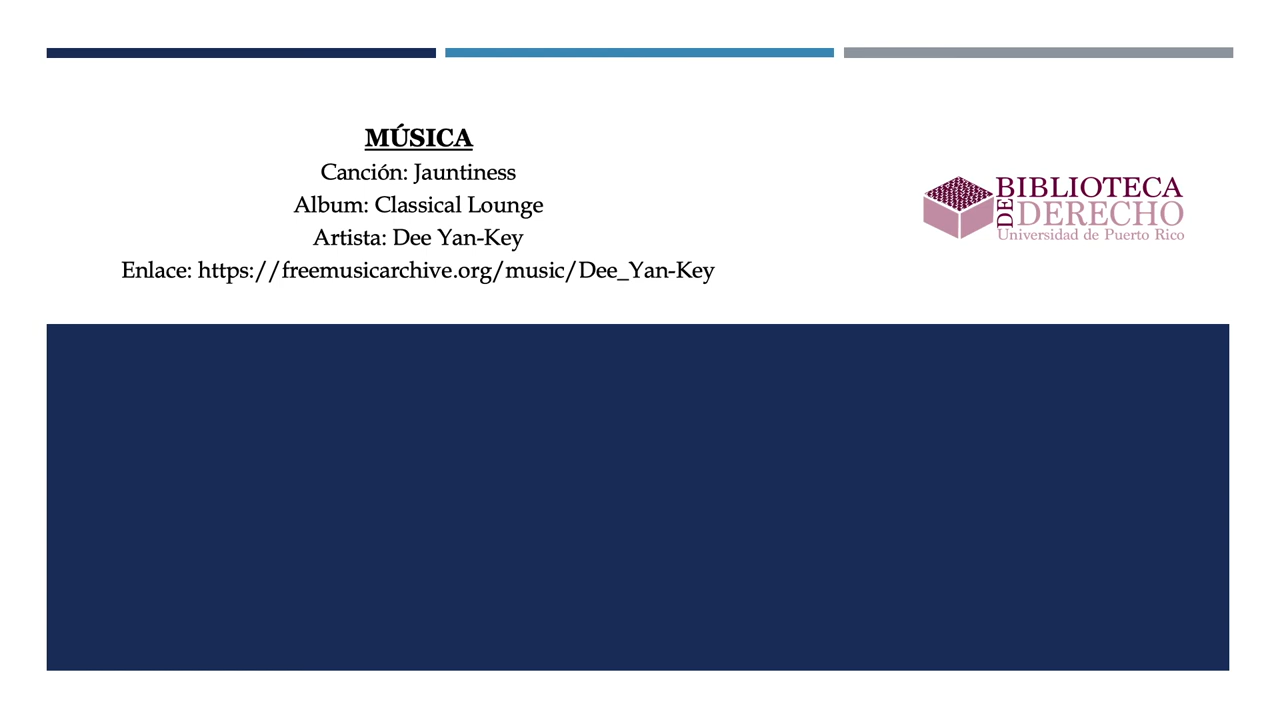 MÚSICA
Canción: Jauntiness
Album: Classical Lounge
Artista: Dee Yan-Key
Enlace: https://freemusicarchive.org/music/Dee_Yan-Key
BIBLIOTECA
DE DERECHO
Universidad de Puerto Rico